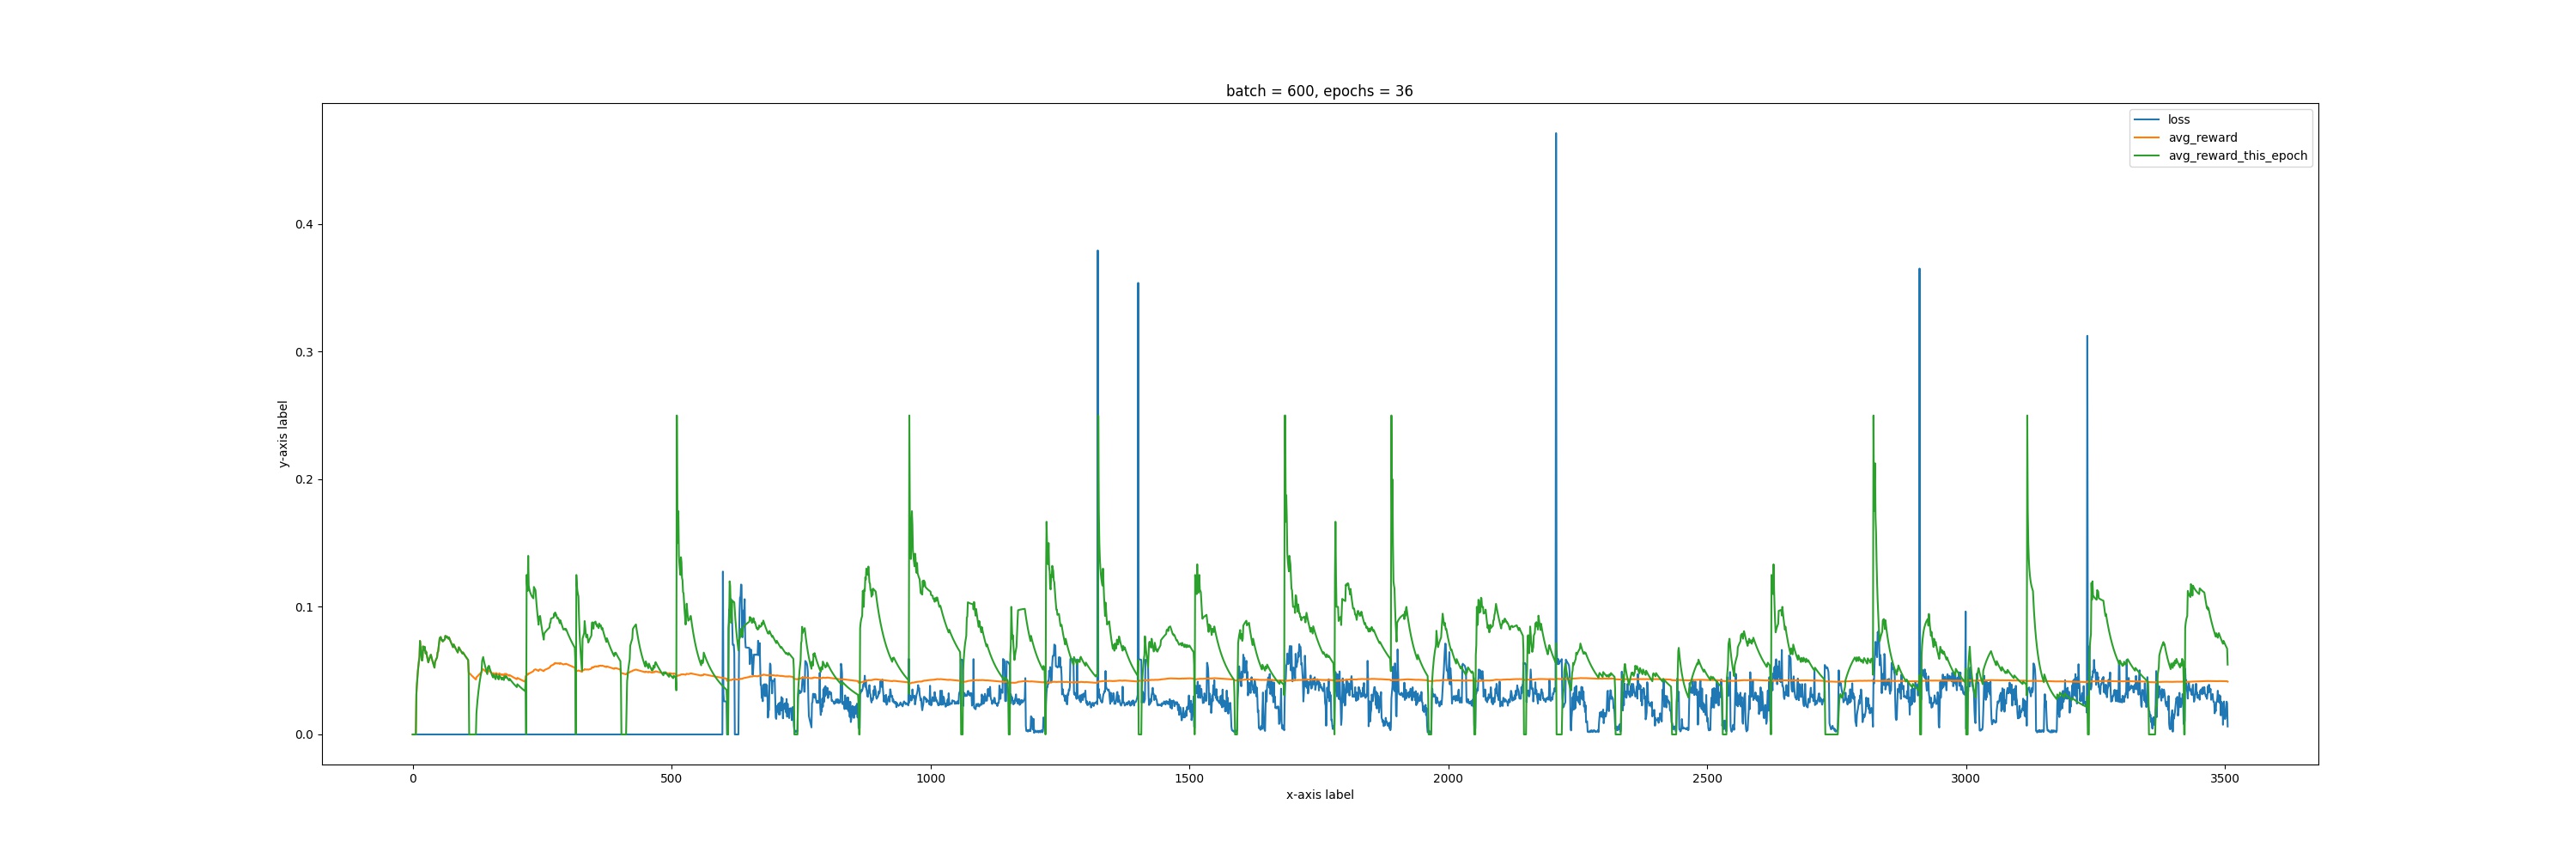 batch = 600, epochs = 36
loss
avg_reward
avg_reward_this_epoch
y-axis label
0.4
0.3
0.2
0.1
0.0
0 500 1000 1500 2000 2500 3000 3500
x-axis label